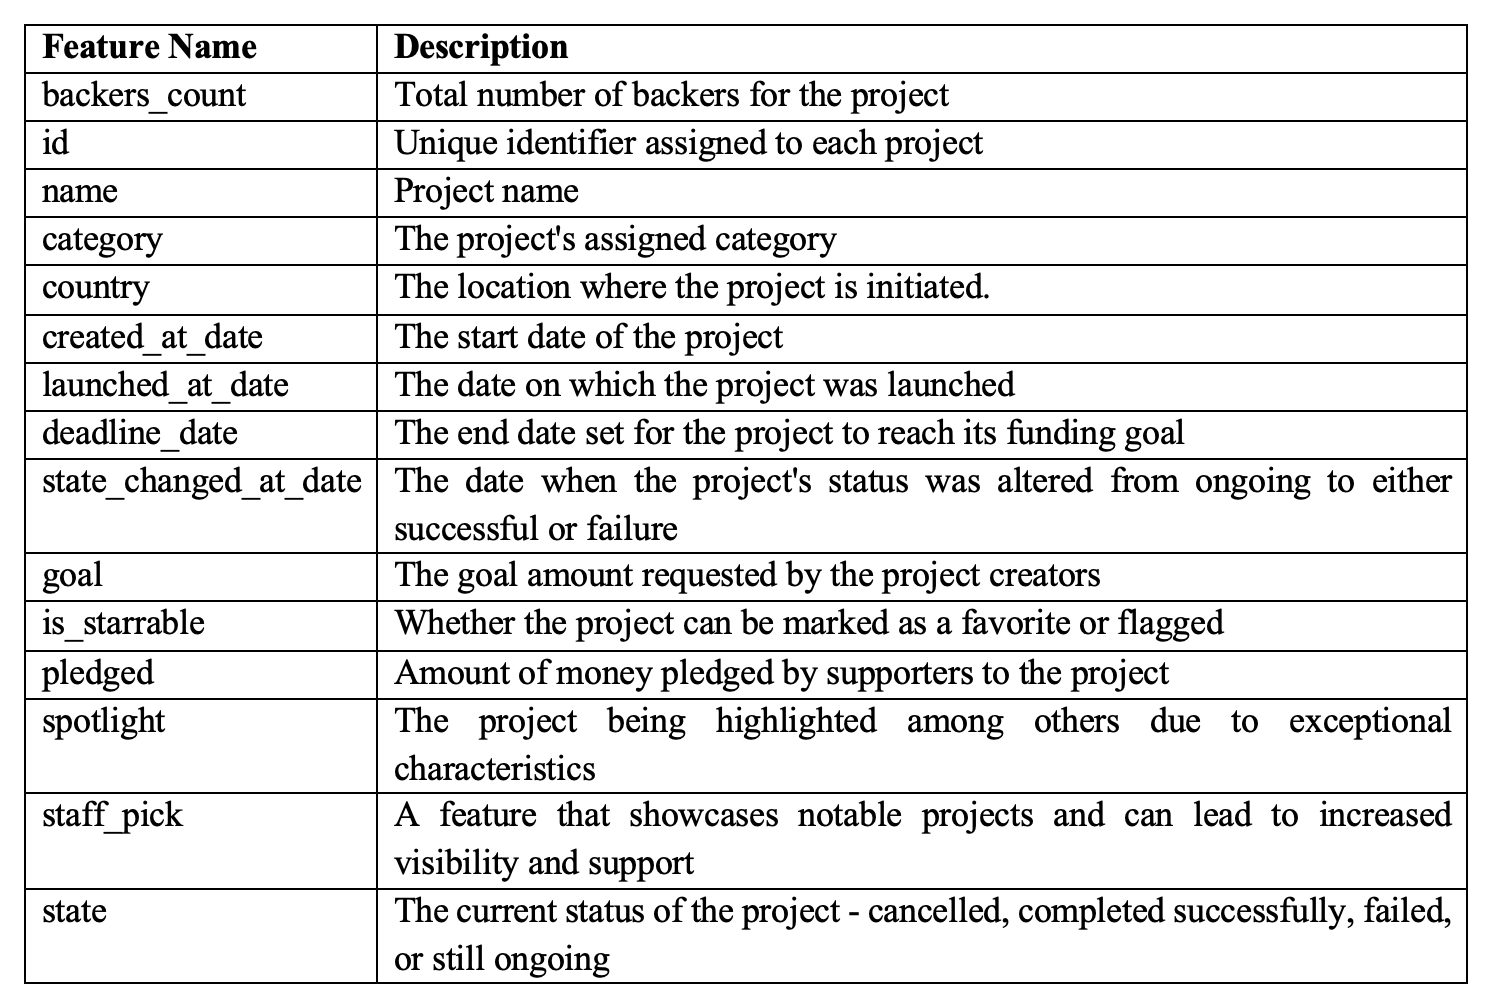 Feature Name Description
backers_count Total number of backers for the project
id Unique identifier assigned to each project
name Project name
category The project's assigned category
country The location where the project is initiated.
created_at_date The start date of the project
launched_at_date The date on which the project was launched
deadline_date The end date set for the project to reach its funding goal
state_changed_at_date The date when the project's status was altered from ongoing to either
successful or failure
goal The goal amount requested by the project creators
is_starrable Whether the project can be marked as a favorite or flagged
pledged Amount of money pledged by supporters to the project
spotlight The project being highlighted among others due to exceptional
characteristics
staff_pick A feature that showcases notable projects and can lead to increased
visibility and support
state The current status of the project - cancelled, completed successfully, failed,
or still ongoing